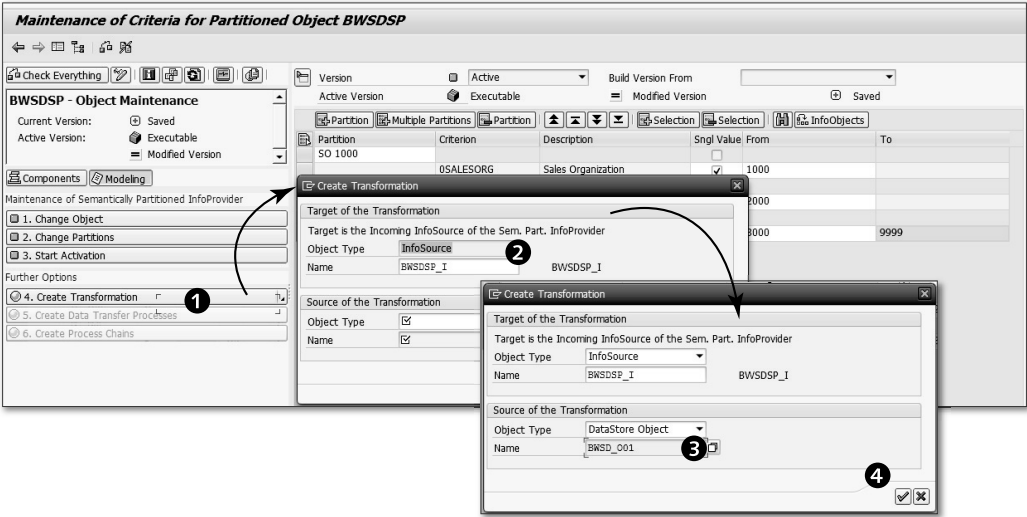 Maintenance of Criteria for Partitioned Object BWSDSP
Check Everything
BWSDSP - Object Maintenance
Current Version: Saved
Active Version: Executable
Modified Version
Components Modeling
Maintenance of Semantically Partitioned InfoProvider
1. Change Object
2. Change Partitions
3. Start Activation
Further Options
4. Create Transformation
1
5. Create Data Transfer Processes
6. Create Process Chains
Version Active Build Version From
Active Version Executable Modified Version Saved
Partition Multiple Partitions Partition Selection Selection InfoObjects
Partition Criterion Description Sngl Value From To
SO 1000
0SALESORG Sales Organization 1000
2000
8000 9999
Create Transformation
Target of the Transformation
Target is the Incoming InfoSource of the Sem. Part. InfoProvider
Object Type InfoSource
2
Name BWSDSP_I BWSDSP_I
Source of the Transformation
Object Type
Name
Create Transformation
Target of the Transformation
Target is the Incoming InfoSource of the Sem. Part. InfoProvider
Object Type InfoSource
Name BWSDSP_I BWSDSP_I
Source of the Transformation
Object Type DataStore Object
Name BWSD_O01
3
4